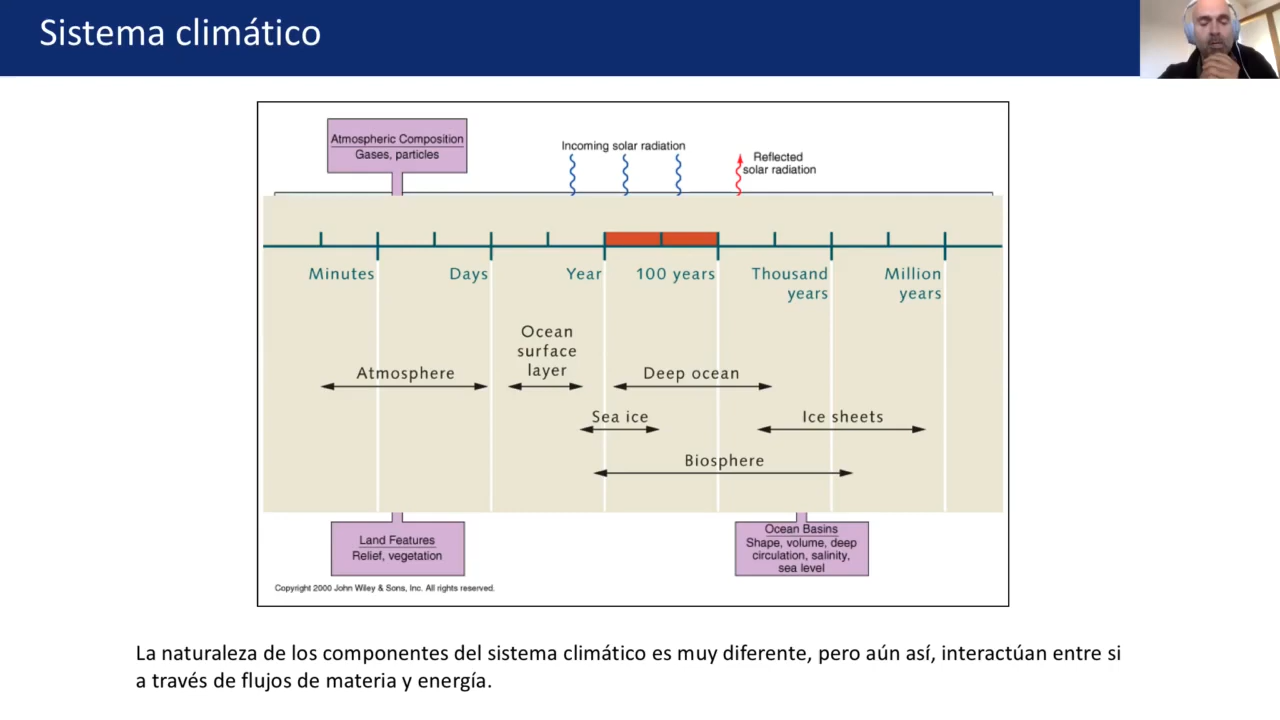 Sistema climático
Atmospheric Composition
Gases, particles
Incoming solar radiation
Reflected
solar radiation
Minutes
Days
Year
100 years
Thousand
years
Million
years
Ocean
surface
layer
Atmosphere
Deep ocean
Sea ice
Ice sheets
Biosphere
Land Features
Relief, vegetation
Ocean Basins
Shape, volume, deep
circulation, salinity,
sea level
Copyright 2000 John Wiley & Sons, Inc. All rights reserved.
La naturaleza de los componentes del sistema climático es muy diferente, pero aún así, interactúan entre si
a través de flujos de materia y energía.